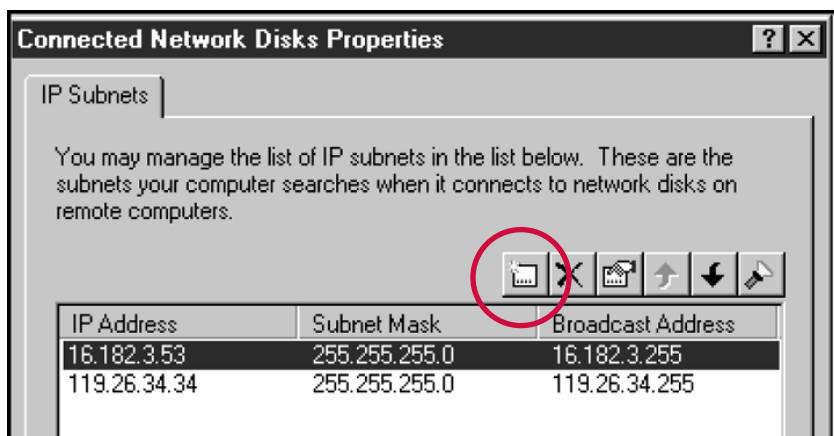 Connected Network Disks Properties
IP Subnets
You may manage the list of IP subnets in the list below. These are the
subnets your computer searches when it connects to network disks on
remote computers.
IP Address Subnet Mask Broadcast Address
16.182.3.53 255.255.255.0 16.182.3.255
119.26.34.34 255.255.255.0 119.26.34.255